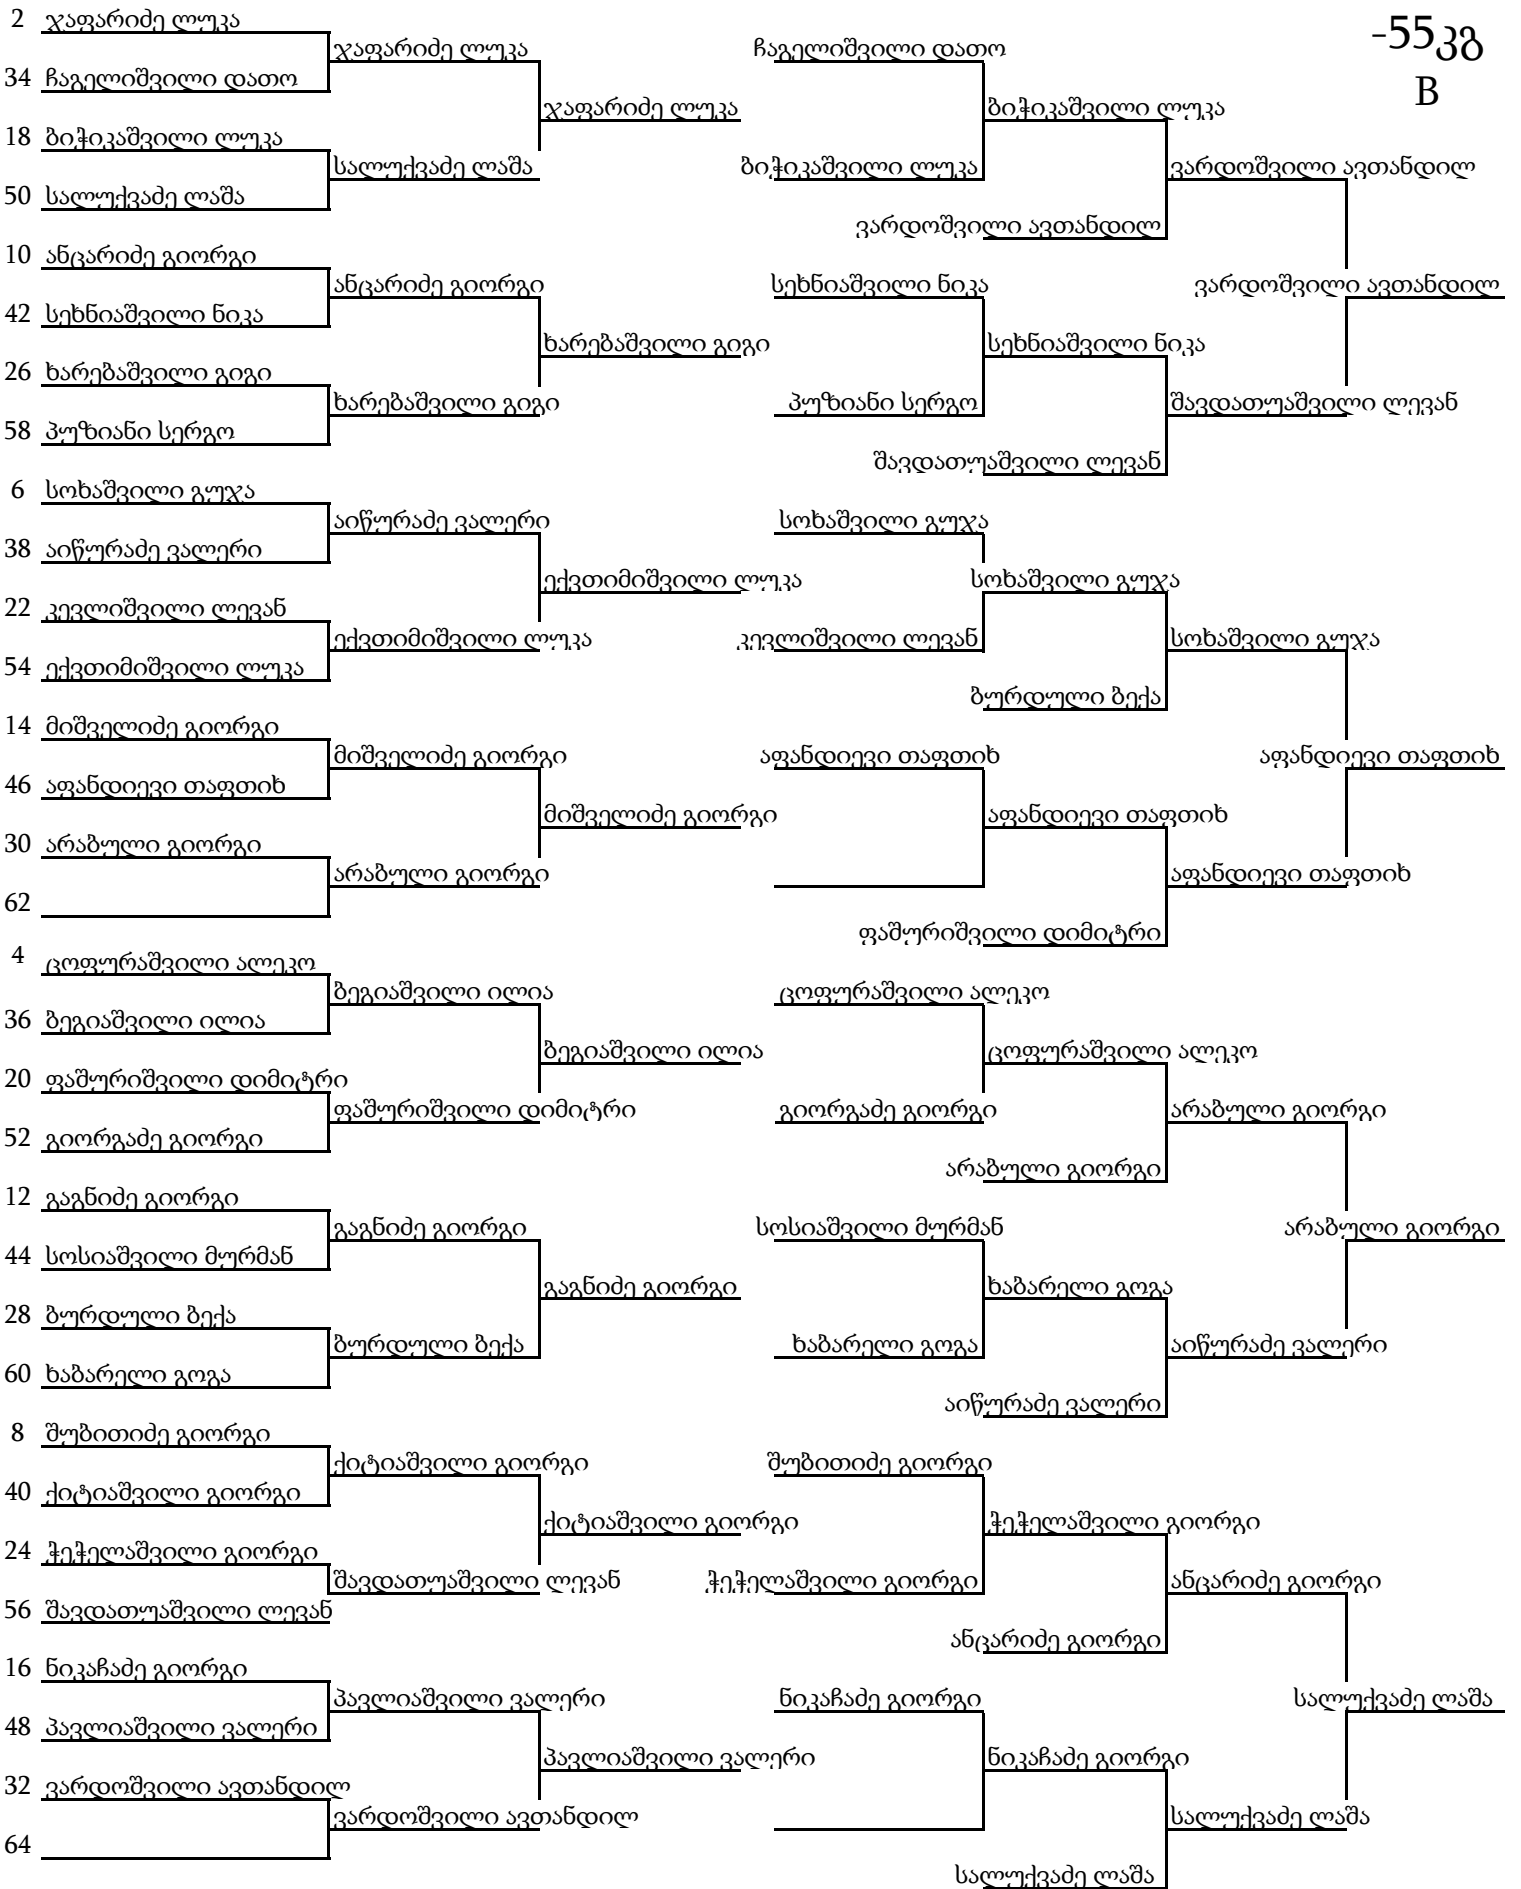 2 ჯაფარიძე ლუკა
ჯაფარიძე ლუკა ჩაგელიშვილი დათო
-55კგ
34 ჩაგელიშვილი დათო
B
ჯაფარიძე ლუკა ბიჭიკაშვილი ლუკა
18 ბიჭიკაშვილი ლუკა
სალუქვაძე ლაშა ბიჭიკაშვილი ლუკა ვარდოშვილი ავთანდილ
50 სალუქვაძე ლაშა
ვარდოშვილი ავთანდილ
10 ანცარიძე გიორგი
ანცარიძე გიორგი სეხნიაშვილი ნიკა ვარდოშვილი ავთანდილ
42 სეხნიაშვილი ნიკა
ხარებაშვილი გიგი სეხნიაშვილი ნიკა
26 ხარებაშვილი გიგი
ხარებაშვილი გიგი პუზიანი სერგო შავდათუაშვილი ლევან
58 პუზიანი სერგო
შავდათუაშვილი ლევან
6 სოხაშვილი გუჯა
აიწურაძე ვალერი სოხაშვილი გუჯა
38 აიწურაძე ვალერი
ექვთიმიშვილი ლუკა სოხაშვილი გუჯა
22 კევლიშვილი ლევან
ექვთიმიშვილი ლუკა კევლიშვილი ლევან სოხაშვილი გუჯა
54 ექვთიმიშვილი ლუკა
ბურდული ბექა
14 მიშველიძე გიორგი
მიშველიძე გიორგი აფანდიევი თაფთიხ აფანდიევი თაფთიხ
46 აფანდიევი თაფთიხ
მიშველიძე გიორგი აფანდიევი თაფთიხ
30 არაბული გიორგი
არაბული გიორგი აფანდიევი თაფთიხ
62
ფაშურიშვილი დიმიტრი
4 ცოფურაშვილი ალეკო
ბეგიაშვილი ილია ცოფურაშვილი ალეკო
36 ბეგიაშვილი ილია
ბეგიაშვილი ილია ცოფურაშვილი ალეკო
20 ფაშურიშვილი დიმიტრი
ფაშურიშვილი დიმიტრი გიორგაძე გიორგი არაბული გიორგი
52 გიორგაძე გიორგი
არაბული გიორგი
12 გაგნიძე გიორგი
გაგნიძე გიორგი სოსიაშვილი მურმან არაბული გიორგი
44 სოსიაშვილი მურმან
გაგნიძე გიორგი ხაბარელი გოგა
28 ბურდული ბექა
ბურდული ბექა ხაბარელი გოგა აიწურაძე ვალერი
60 ხაბარელი გოგა
აიწურაძე ვალერი
8 შუბითიძე გიორგი
ქიტიაშვილი გიორგი შუბითიძე გიორგი
40 ქიტიაშვილი გიორგი
ქიტიაშვილი გიორგი ჭეჭელაშვილი გიორგი
24 ჭეჭელაშვილი გიორგი
შავდათუაშვილი ლევან ჭეჭელაშვილი გიორგი ანცარიძე გიორგი
56 შავდათუაშვილი ლევან
ანცარიძე გიორგი
16 ნიკაჩაძე გიორგი
პავლიაშვილი ვალერი ნიკაჩაძე გიორგი სალუქვაძე ლაშა
48 პავლიაშვილი ვალერი
პავლიაშვილი ვალერი ნიკაჩაძე გიორგი
32 ვარდოშვილი ავთანდილ
ვარდოშვილი ავთანდილ სალუქვაძე ლაშა
64
სალუქვაძე ლაშა